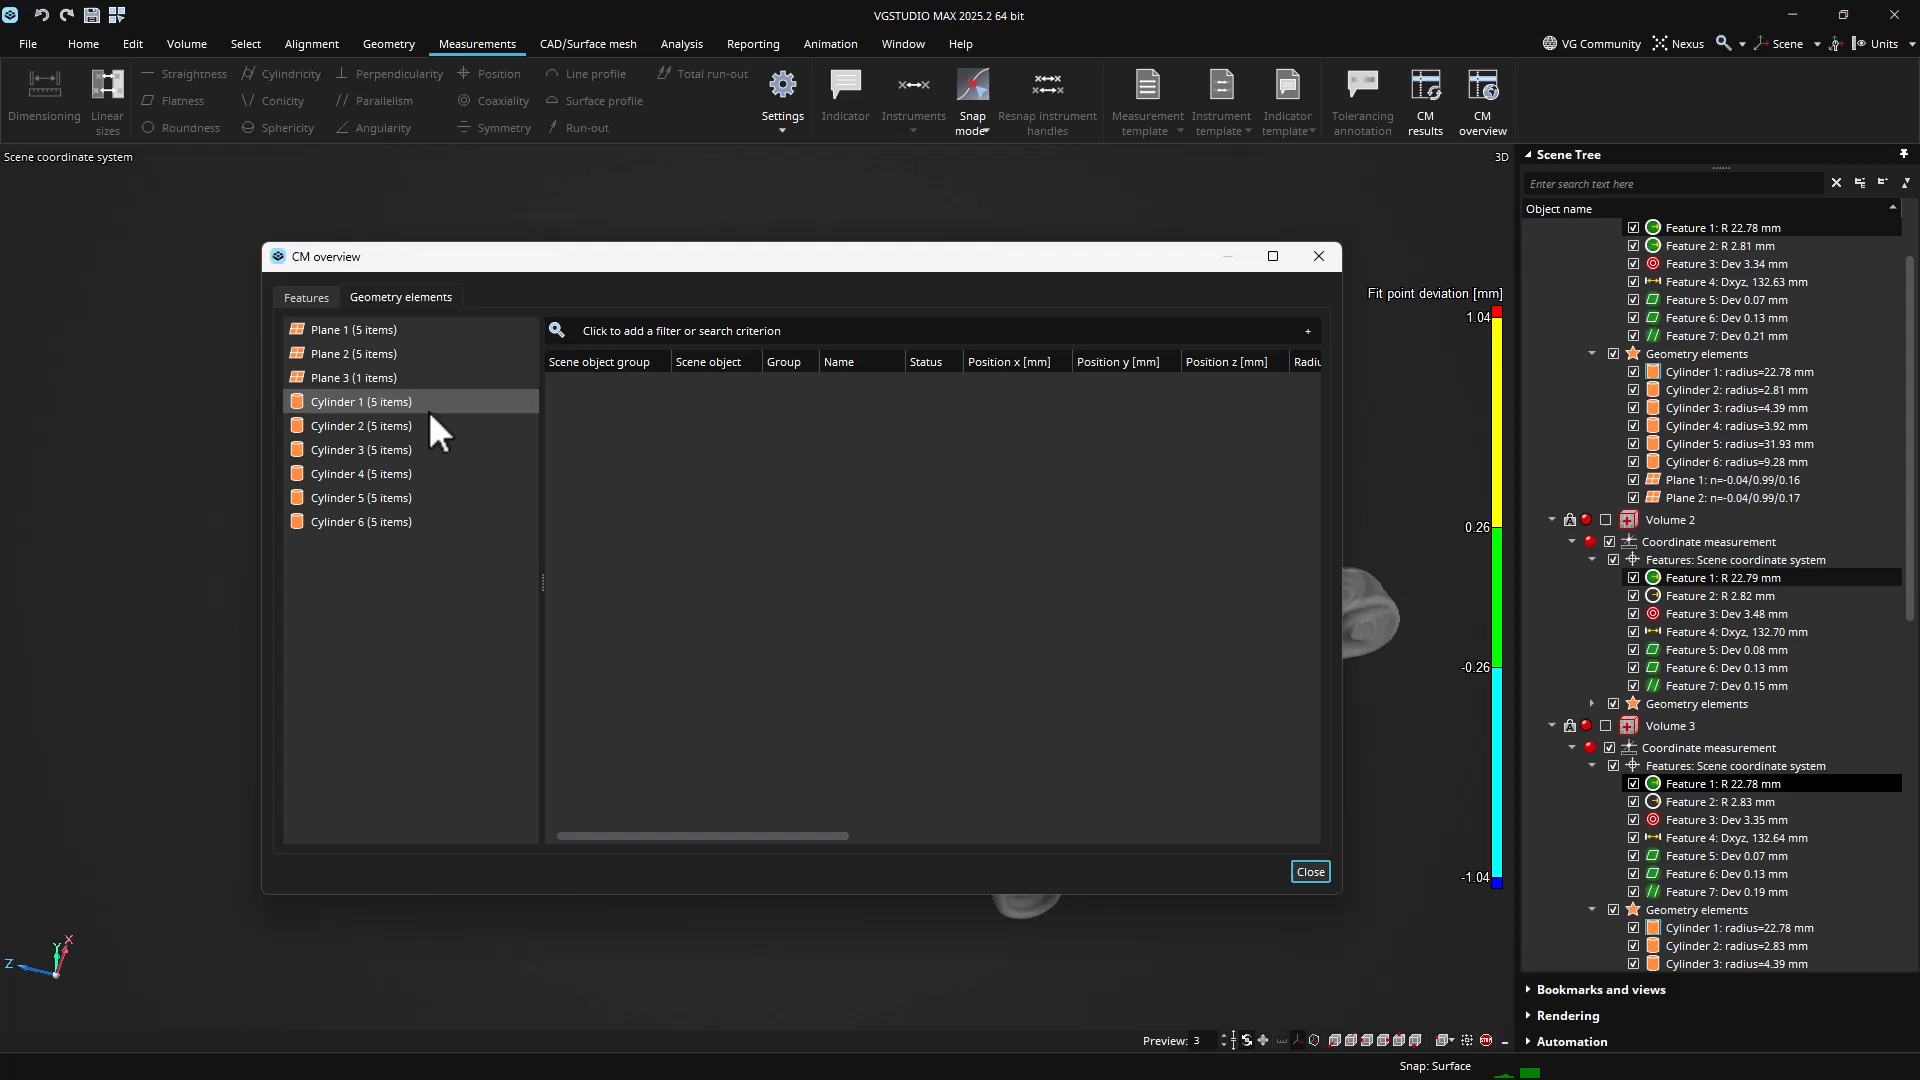 VGSTUDIO MAX 2025.2 64 bit
File Home Edit Volume Select Alignment Geometry Measurements CAD/Surface mesh Analysis Reporting Animation Window Help
VG Community Nexus Scene Units
Straightness Cylindricity Perpendicularity Position Line profile Total run-out
Flatness Conicity Parallelism Coaxiality Surface profile
Roundness Sphericity Angularity Symmetry Run-out
Dimensioning
Linear
sizes
Settings
Indicator
Instruments
Snap
mode
Resnap instrument
handles
Measurement
template
Instrument
template
Indicator
template
Tolerancing
annotation
CM
results
CM
overview
Scene coordinate system
3D
CM overview
Features Geometry elements
Plane 1 (5 items)
Plane 2 (5 items)
Plane 3 (1 items)
Cylinder 1 (5 items)
Cylinder 2 (5 items)
Cylinder 3 (5 items)
Cylinder 4 (5 items)
Cylinder 5 (5 items)
Cylinder 6 (5 items)
Click to add a filter or search criterion +
Scene object group Scene object Group Name Status Position x [mm] Position y [mm] Position z [mm] Radiu
Close
Fit point deviation [mm]
1.04
0.26
-0.26
-1.04
X
Y
Z
Scene Tree
Enter search text here
Object name
Feature 1: R 22.78 mm
Feature 2: R 2.81 mm
Feature 3: Dev 3.34 mm
Feature 4: Dxyz, 132.63 mm
Feature 5: Dev 0.07 mm
Feature 6: Dev 0.13 mm
Feature 7: Dev 0.21 mm
Geometry elements
Cylinder 1: radius=22.78 mm
Cylinder 2: radius=2.81 mm
Cylinder 3: radius=4.39 mm
Cylinder 4: radius=3.92 mm
Cylinder 5: radius=31.93 mm
Cylinder 6: radius=9.28 mm
Plane 1: n=-0.04/0.99/0.16
Plane 2: n=-0.04/0.99/0.17
Volume 2
Coordinate measurement
Features: Scene coordinate system
Feature 1: R 22.79 mm
Feature 2: R 2.82 mm
Feature 3: Dev 3.48 mm
Feature 4: Dxyz, 132.70 mm
Feature 5: Dev 0.08 mm
Feature 6: Dev 0.13 mm
Feature 7: Dev 0.15 mm
Geometry elements
Volume 3
Coordinate measurement
Features: Scene coordinate system
Feature 1: R 22.78 mm
Feature 2: R 2.83 mm
Feature 3: Dev 3.35 mm
Feature 4: Dxyz, 132.64 mm
Feature 5: Dev 0.07 mm
Feature 6: Dev 0.13 mm
Feature 7: Dev 0.19 mm
Geometry elements
Cylinder 1: radius=22.78 mm
Cylinder 2: radius=2.83 mm
Cylinder 3: radius=4.39 mm
Bookmarks and views
Rendering
Automation
Preview: 3
Snap: Surface